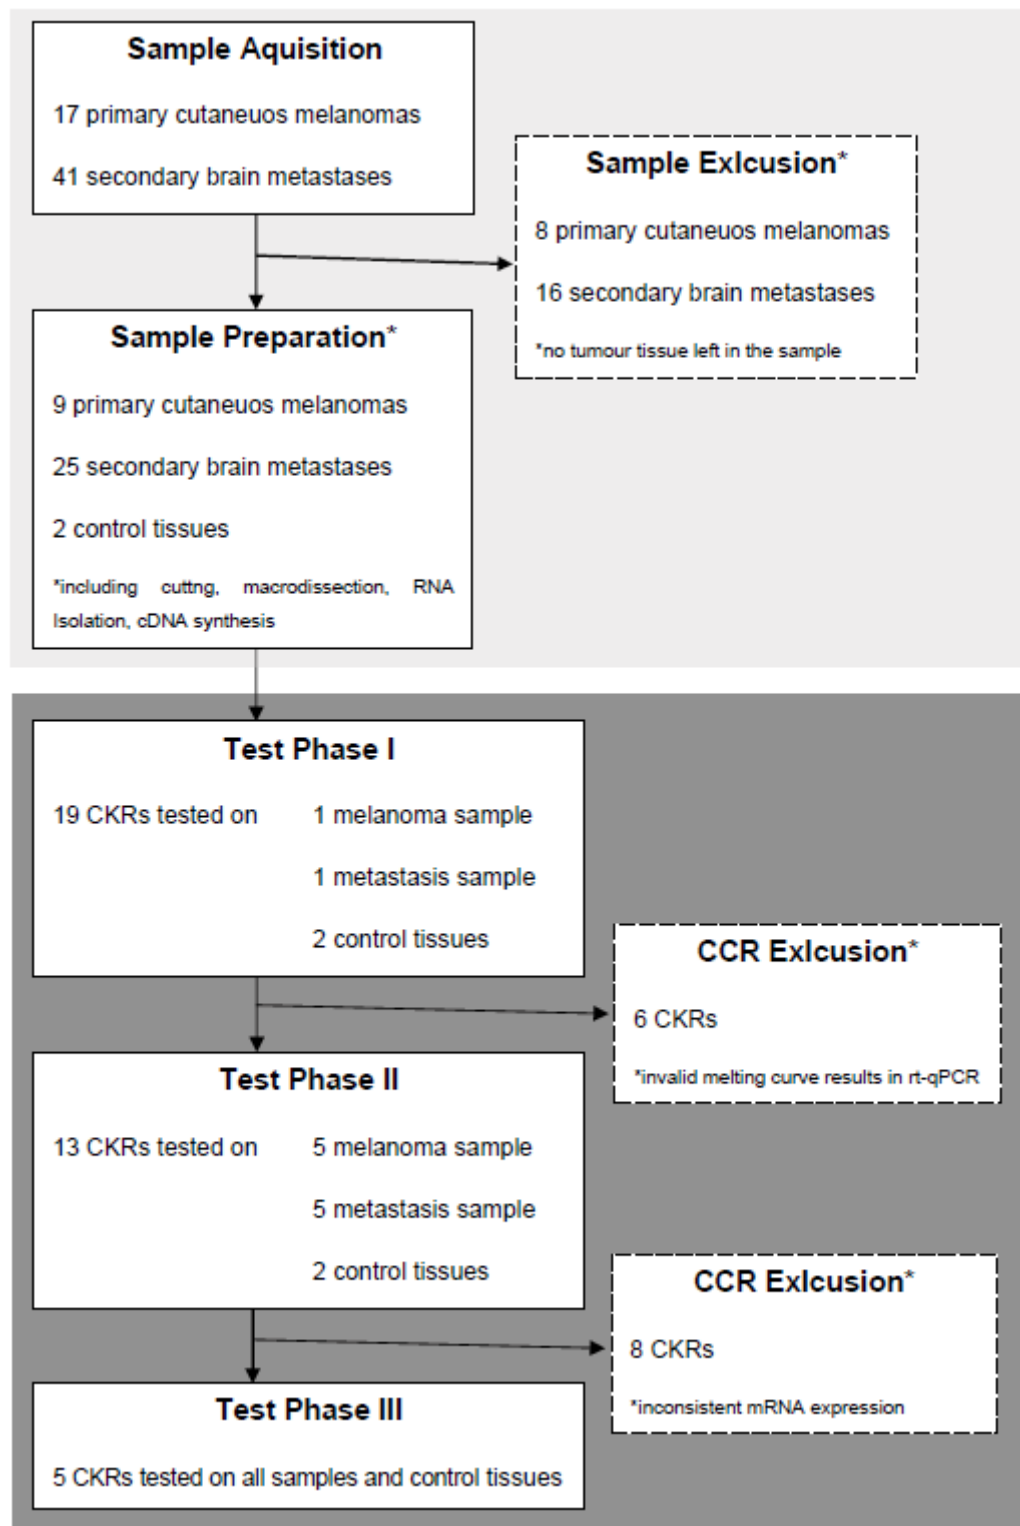 Sample Aquisition
17 primary cutaneuos melanomas
41 secondary brain metastases
Sample Exlcusion*
8 primary cutaneuos melanomas
16 secondary brain metastases
*no tumour tissue left in the sample
Sample Preparation*
9 primary cutaneuos melanomas
25 secondary brain metastases
2 control tissues
*including cuttng, macrodissection, RNA
Isolation, cDNA synthesis
Test Phase I
19 CKRs tested on 1 melanoma sample
1 metastasis sample
2 control tissues
CCR Exlcusion*
6 CKRs
*invalid melting curve results in rt-qPCR
Test Phase II
13 CKRs tested on 5 melanoma sample
5 metastasis sample
2 control tissues
CCR Exlcusion*
8 CKRs
*inconsistent mRNA expression
Test Phase III
5 CKRs tested on all samples and control tissues